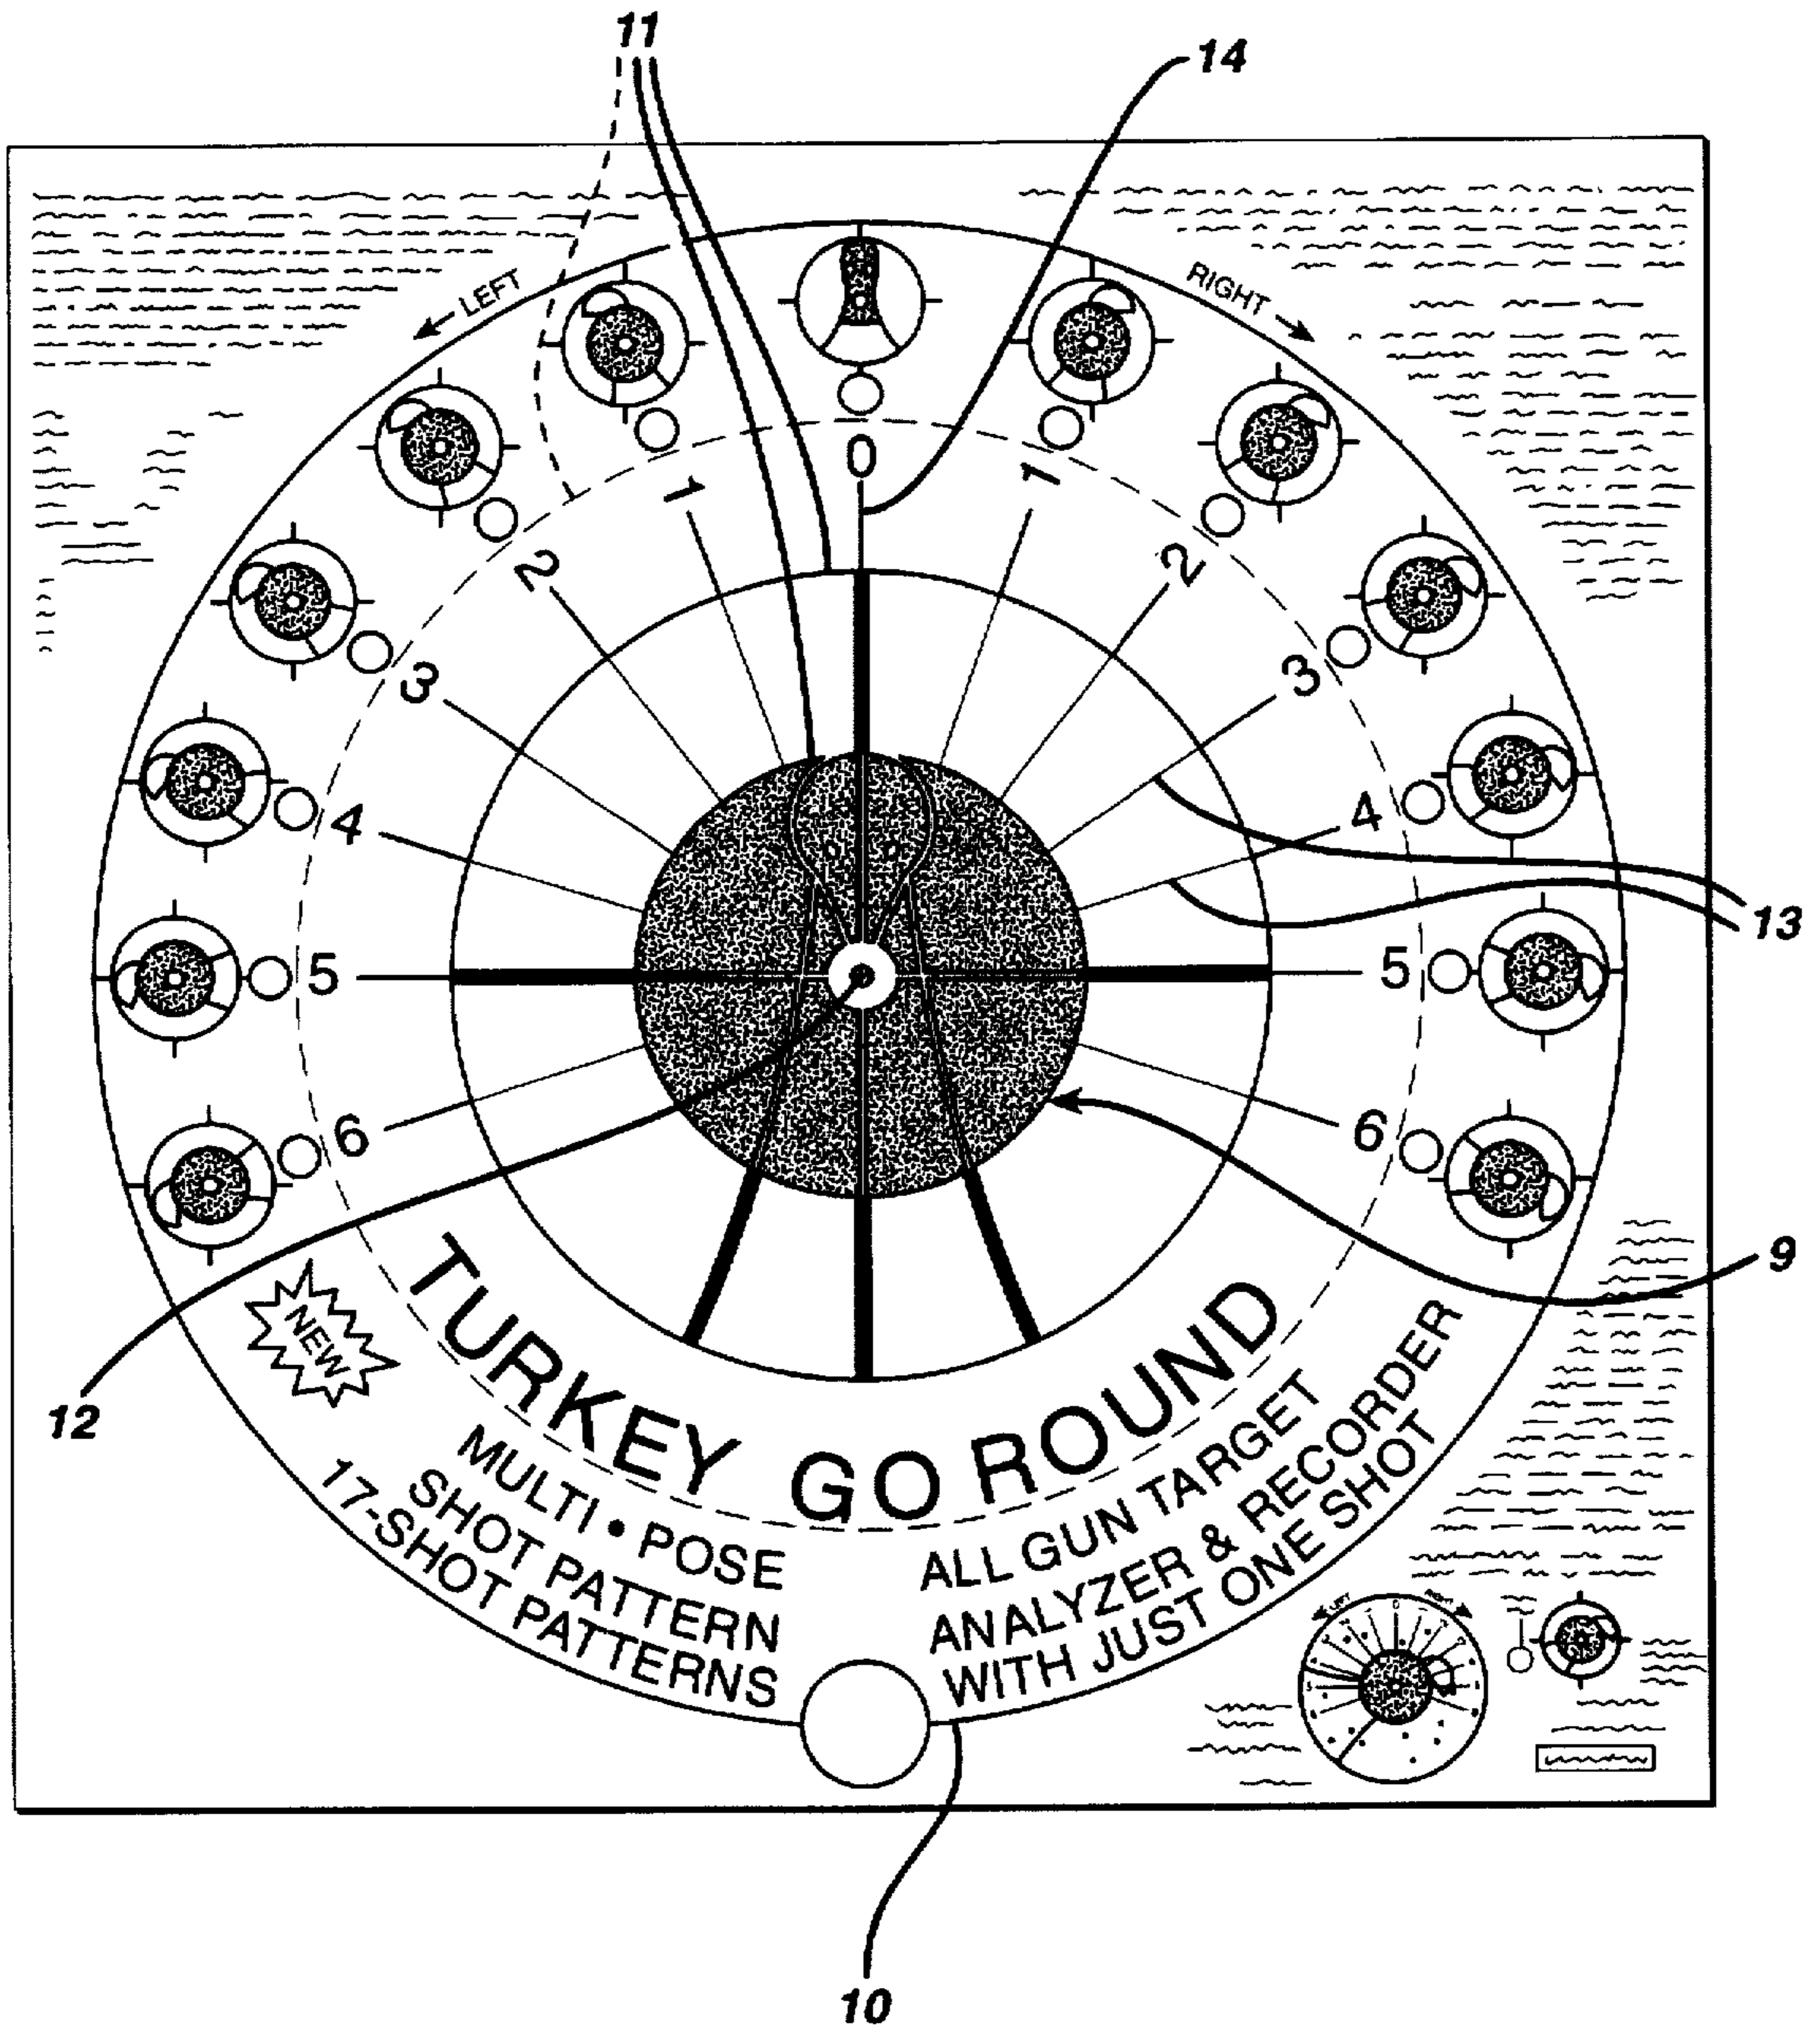 11
14
LEFT
RIGHT
0
1
1
2
2
3
3
4
4
13
5
5
6
6
9
NEW
12
TURKEY GO ROUND
MULTI • POSE
SHOT PATTERN
17-SHOT PATTERNS
ALL GUN TARGET
ANALYZER & RECORDER
WITH JUST ONE SHOT
10